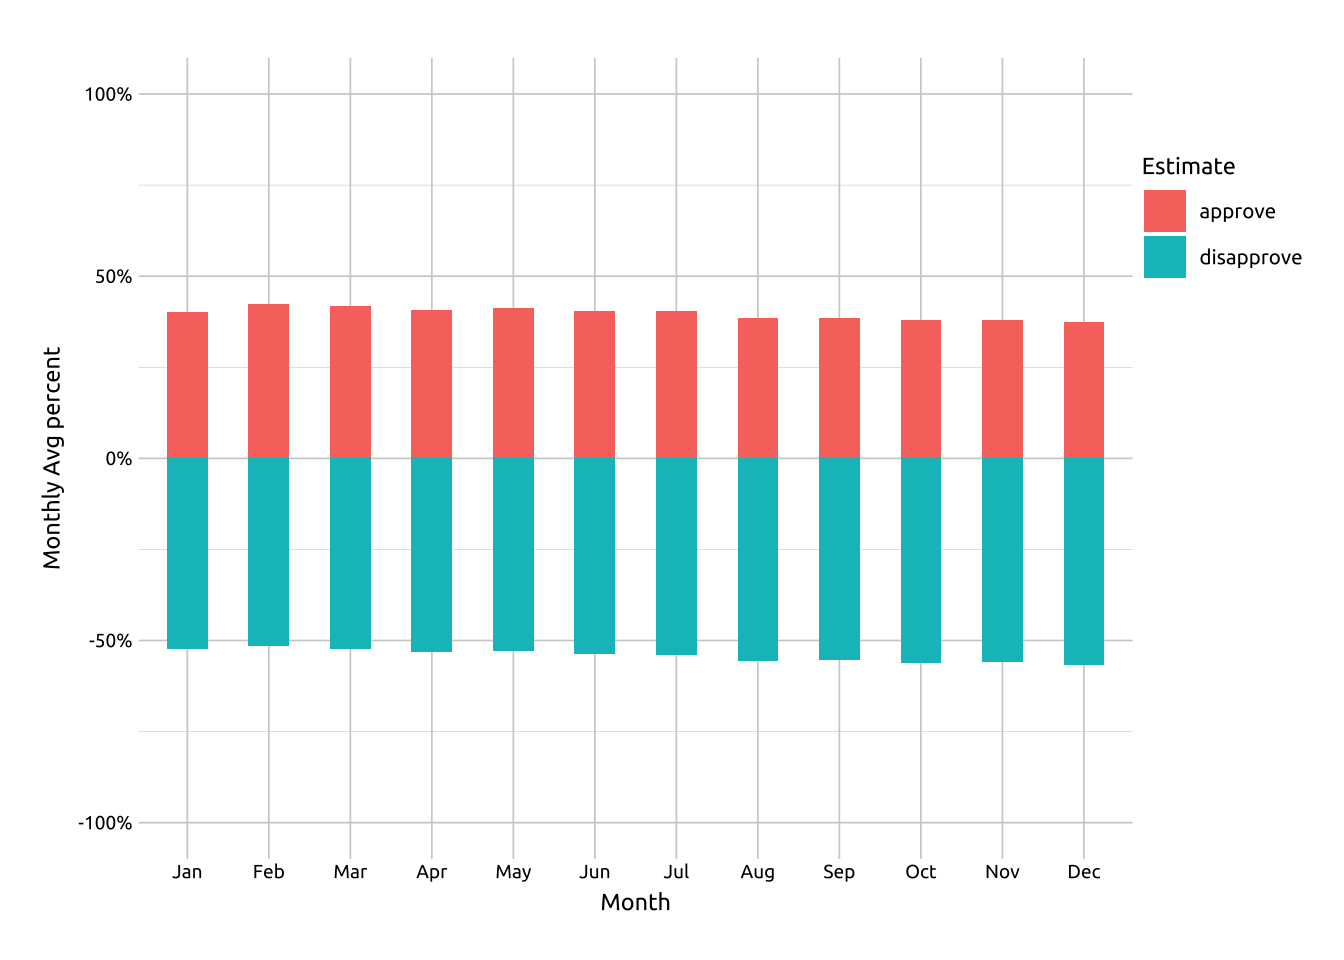 100%
50%
0%
-50%
-100%
Monthly Avg percent
Jan Feb Mar Apr May Jun Jul Aug Sep Oct Nov Dec
Month
Estimate
approve
disapprove